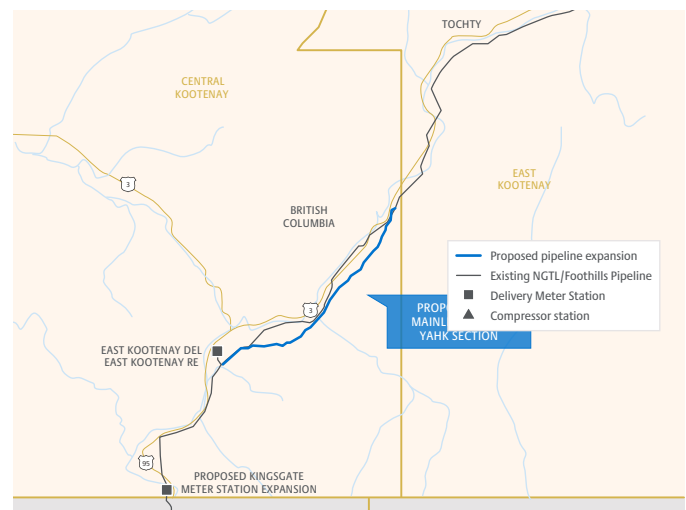 TOCHTY
CENTRAL
KOOTENAY
3
EAST
KOOTENAY
BRITISH
COLUMBIA
Proposed pipeline expansion
Existing NGTL/Foothills Pipeline
Delivery Meter Station
Compressor station
3
MAINL
YAHK SECTION
EAST KOOTENAY DEL
EAST KOOTENAY RE
95
PROPOSED KINGSGATE
METER STATION EXPANSION